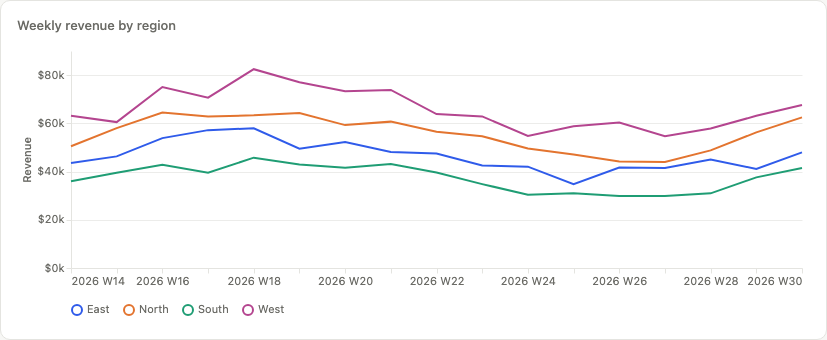 Weekly revenue by region
$80k
$60k
$40k
$20k
$0k
Revenue
2026 W14 2026 W16 2026 W18 2026 W20 2026 W22 2026 W24 2026 W26 2026 W28 2026 W30
East North South West